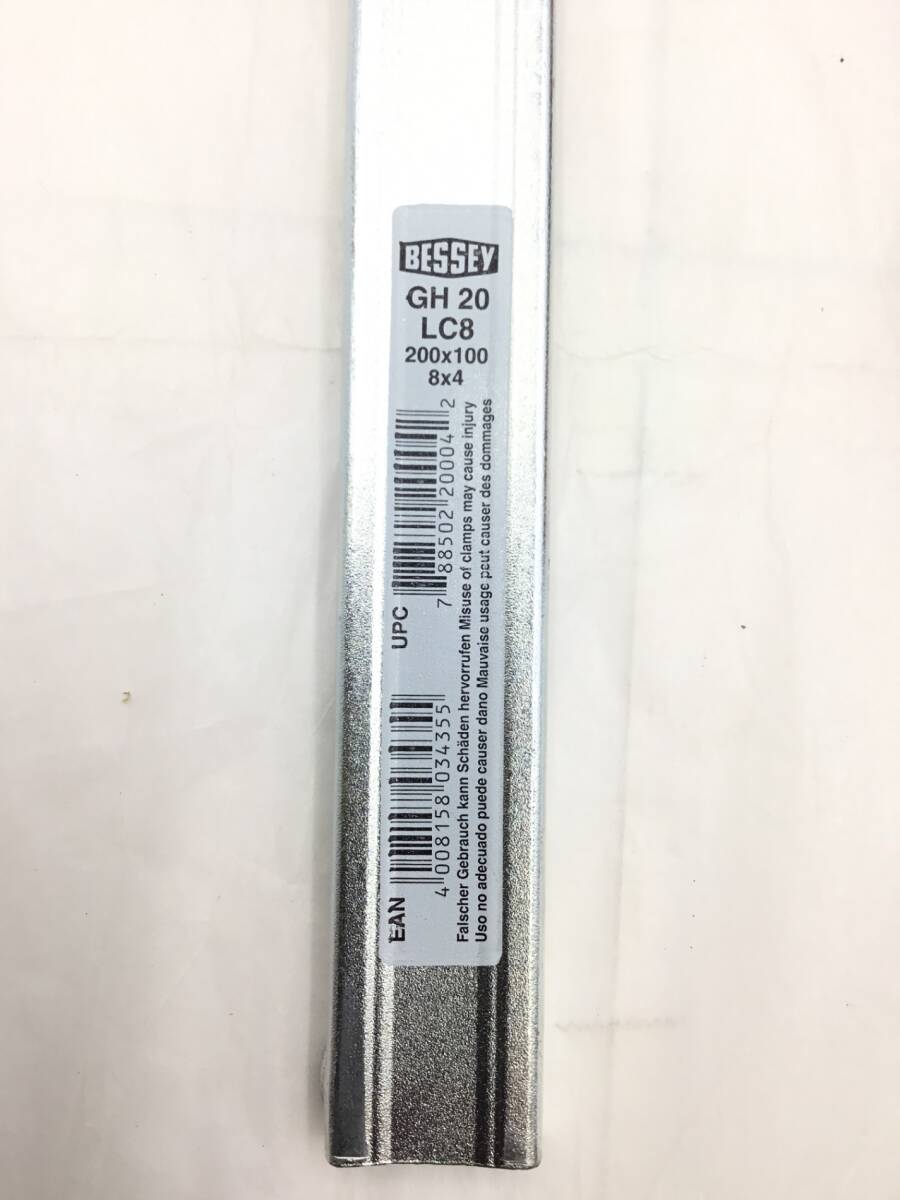 BESSEY
GH 20
LC8
200x100
8x4
EAN
4 008158 034355
UPC
7 88502 20004 2
Falscher Gebrauch kann Schäden hervorrufen Misuse of clamps may cause injury
Uso no adecuado puede causer dano Mauvaise usage peut causer des dommages